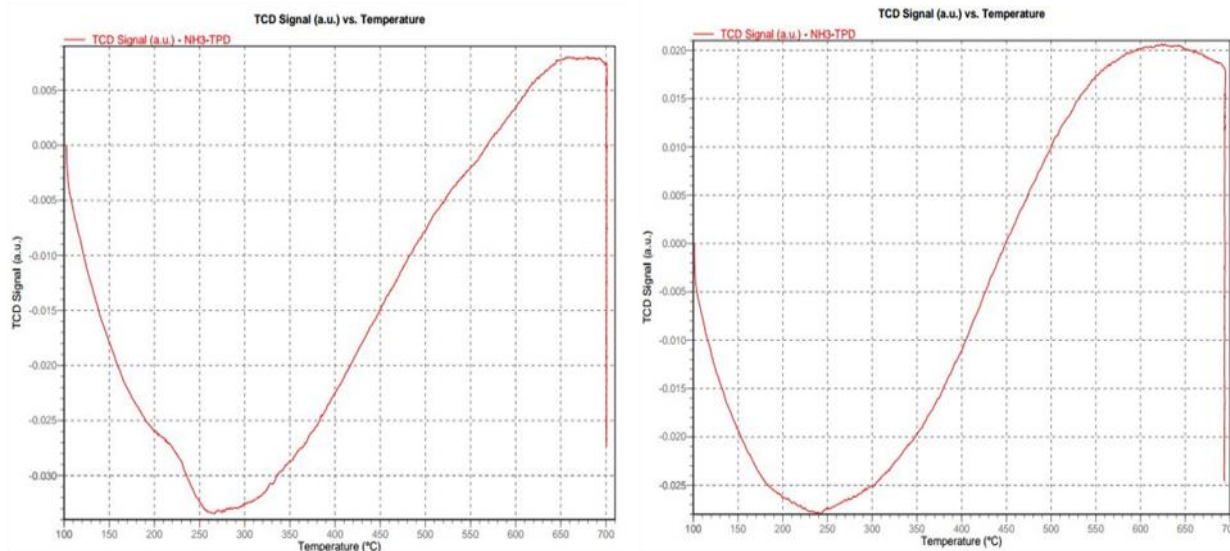 TCD Signal (a.u.) vs. Temperature
TCD Signal (a.u.) - NH3-TPD
0.005
0.000
-0.005
-0.010
-0.015
-0.020
-0.025
-0.030
TCD Signal (a.u.)
100 150 200 250 300 350 400 450 500 550 600 650 700
Temperature (°C)
TCD Signal (a.u.) vs. Temperature
TCD Signal (a.u.) - NH3-TPD
0.020
0.015
0.010
0.005
0.000
-0.025
-0.010
-0.015
-0.020
-0.025
TCD Signal (a.u.)
100 150 200 250 300 350 400 450 500 550 600 650 70
Temperature (°C)